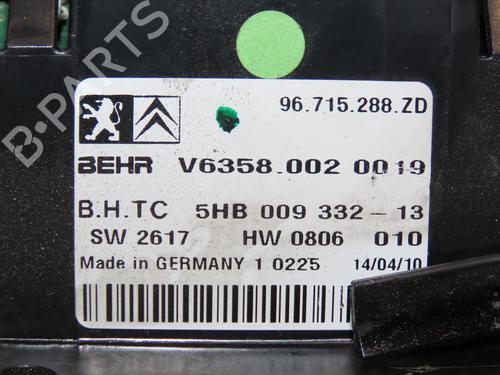 96.715.288.ZD
BEHR V6358.002 0019
B.H.TC 5HB 009 332-13
SW 2617 HW 0806 010
Made in GERMANY 1 0225 14/04/10
B-PARTS